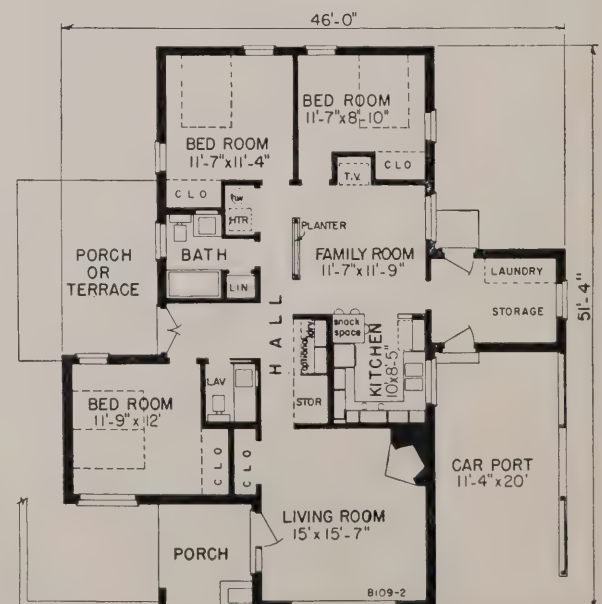 46'-0"
BED ROOM
11'-7"x8'-10"
BED ROOM
11'-7"x11'-4"
CLO
T.V.
CLO
hw
HTR
PLANTER
BATH
FAMILY ROOM
11'-7"x11'-9"
PORCH
OR
TERRACE
LIN
LAUNDRY
STORAGE
51'-4"
HALL
snack
space
optional
KITCHEN
10'x8'-5"
STOR
LAV
BED ROOM
11'-9"x12'
CLO
CLO
CAR PORT
11'-4"x20'
LIVING ROOM
15'x15'-7"
PORCH
8109-2